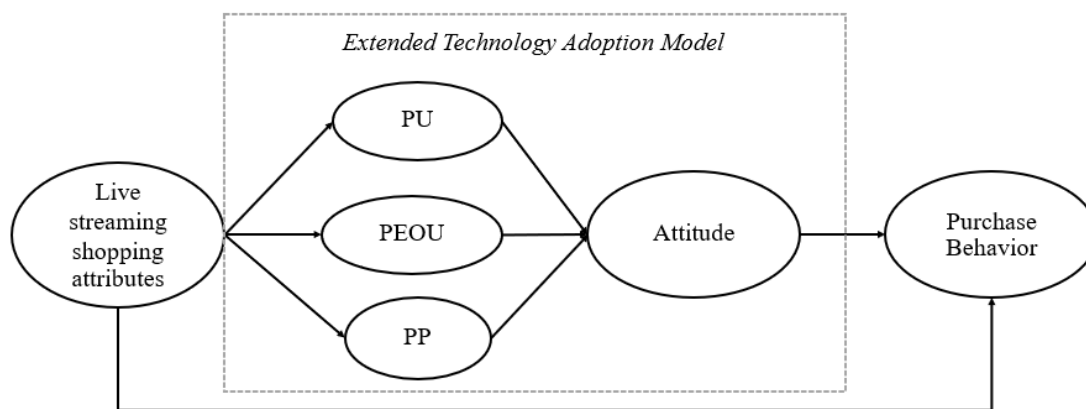 Extended Technology Adoption Model
PU
Live
streaming
shopping
attributes
PEOU
Attitude
Purchase
Behavior
PP